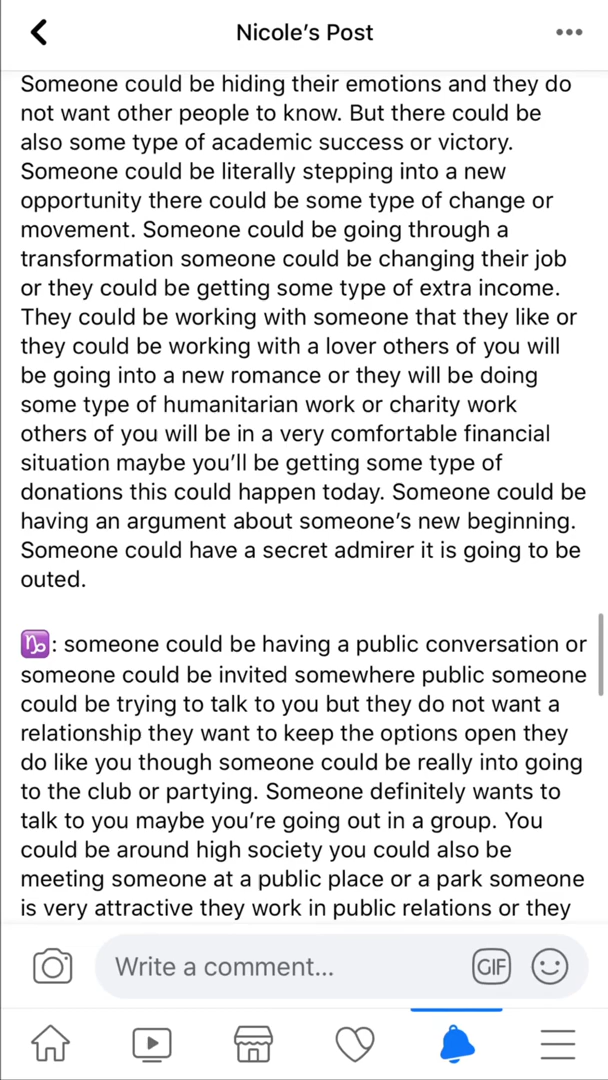 Nicole's Post
Someone could be hiding their emotions and they do
not want other people to know. But there could be
also some type of academic success or victory.
Someone could be literally stepping into a new
opportunity there could be some type of change or
movement. Someone could be going through a
transformation someone could be changing their job
or they could be getting some type of extra income.
They could be working with someone that they like or
they could be working with a lover others of you will
be going into a new romance or they will be doing
some type of humanitarian work or charity work
others of you will be in a very comfortable financial
situation maybe you'll be getting some type of
donations this could happen today. Someone could be
having an argument about someone's new beginning.
Someone could have a secret admirer it is going to be
outed.
♑: someone could be having a public conversation or
someone could be invited somewhere public someone
could be trying to talk to you but they do not want a
relationship they want to keep the options open they
do like you though someone could be really into going
to the club or partying. Someone definitely wants to
talk to you maybe you're going out in a group. You
could be around high society you could also be
meeting someone at a public place or a park someone
is very attractive they work in public relations or they
Write a comment...
GIF